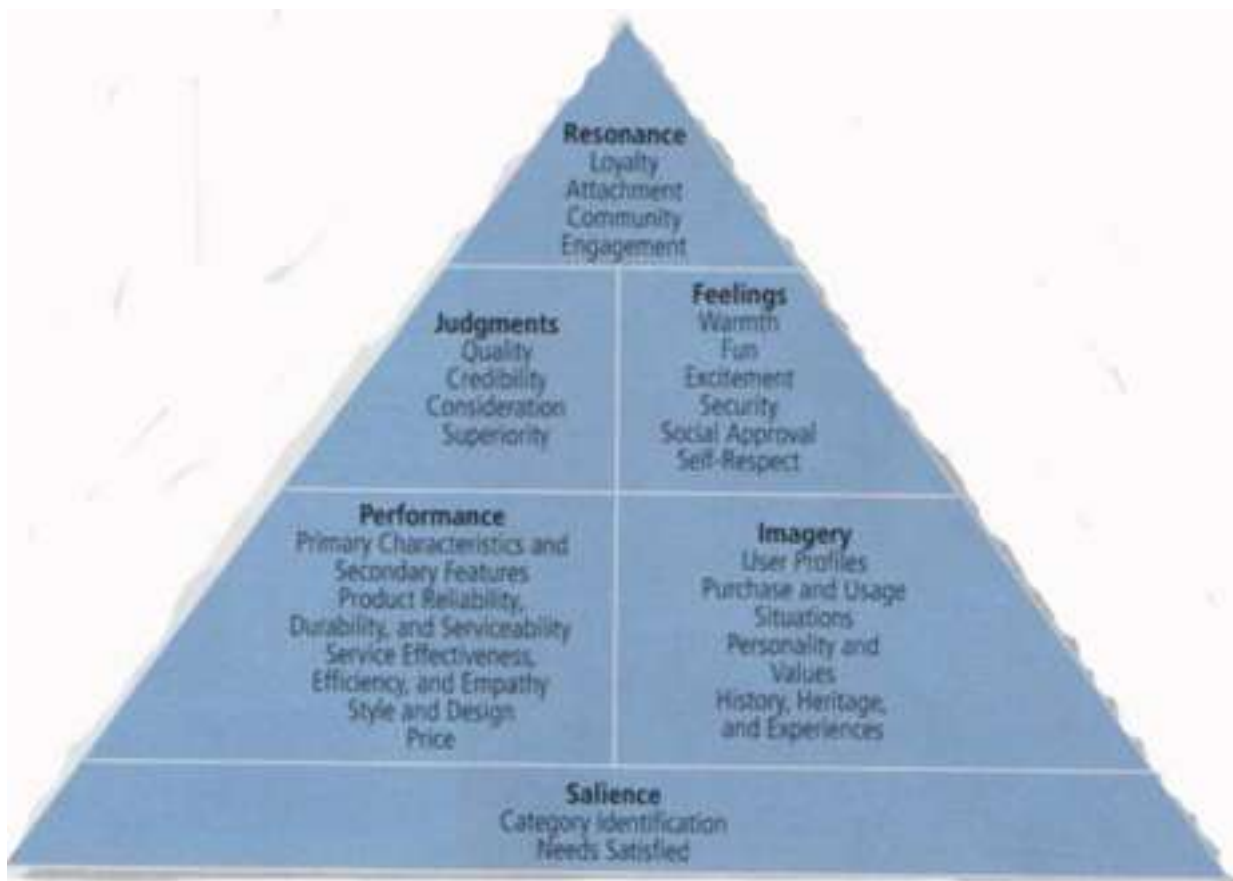 Resonance
Loyalty
Attachment
Community
Engagement
Judgments
Quality
Credibility
Consideration
Superiority
Feelings
Warmth
Fun
Excitement
Security
Social Approval
Self-Respect
Performance
Primary Characteristics and
Secondary Features
Product Reliability,
Durability, and Serviceability
Service Effectiveness,
Efficiency, and Empathy
Style and Design
Price
Imagery
User Profiles
Purchase and Usage
Situations
Personality and
Values
History, Heritage,
and Experiences
Salience
Category Identification
Needs Satisfied